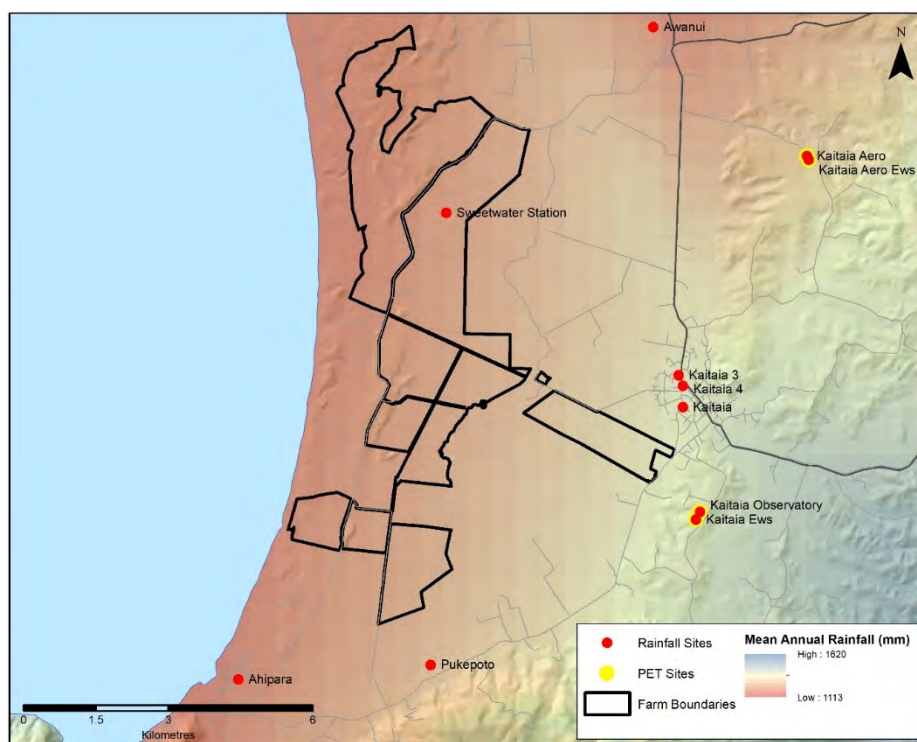 Awanui
N
Kaitaia Aero
Kaitaia Aero Ews
Sweetwater Station
Kaitaia 3
Kaitaia 4
Kaitaia
Kaitaia Observatory
Kaitaia Ews
Pukepoto
Ahipara
0 1.5 3 6
Kilometres
Rainfall Sites
PET Sites
Farm Boundaries
Mean Annual Rainfall (mm)
High : 1620
Low : 1113